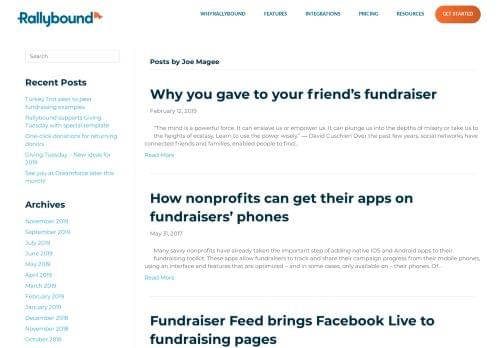 Rallybound
WHY RALLYBOUND
FEATURES
INTEGRATIONS
PRICING
RESOURCES
GET STARTED
Search
Recent Posts
Turkey Trot peer to peer
fundraising examples
Rallybound supports Giving
Tuesday with special template
One-click donations for returning
donors
Giving Tuesday – New ideas for
2019
See you at Dreamforce later this
month!
Archives
November 2019
September 2019
July 2019
June 2019
May 2019
April 2019
March 2019
February 2019
January 2019
December 2018
November 2018
October 2018
Posts by Joe Magee
Why you gave to your friend's fundraiser
February 12, 2019
"The mind is a powerful force. It can enslave us or empower us. It can plunge us into the depths of misery or take us to
the heights of ecstasy. Learn to use the power wisely." — David Cuschieri Over the past few years, social networks have
connected friends and families, enabled people to find...
Read More
How nonprofits can get their apps on
fundraisers' phones
May 31, 2017
Many savvy nonprofits have already taken the important step of adding native iOS and Android apps to their
fundraising toolkit. These apps allow fundraisers to track and share their campaign progress from their mobile phones,
using an interface and features that are optimized – and in some cases, only available on – their phones. Of...
Read More
Fundraiser Feed brings Facebook Live to
fundraising pages